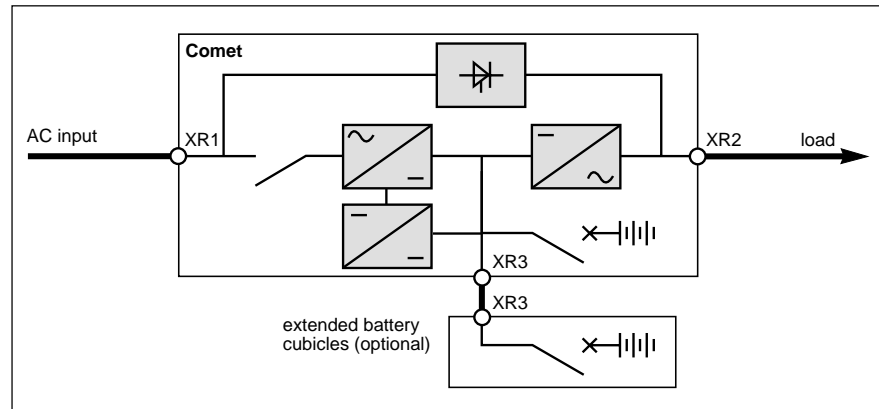 Comet
AC input
XR1
XR2
load
XR3
XR3
extended battery
cubicles (optional)